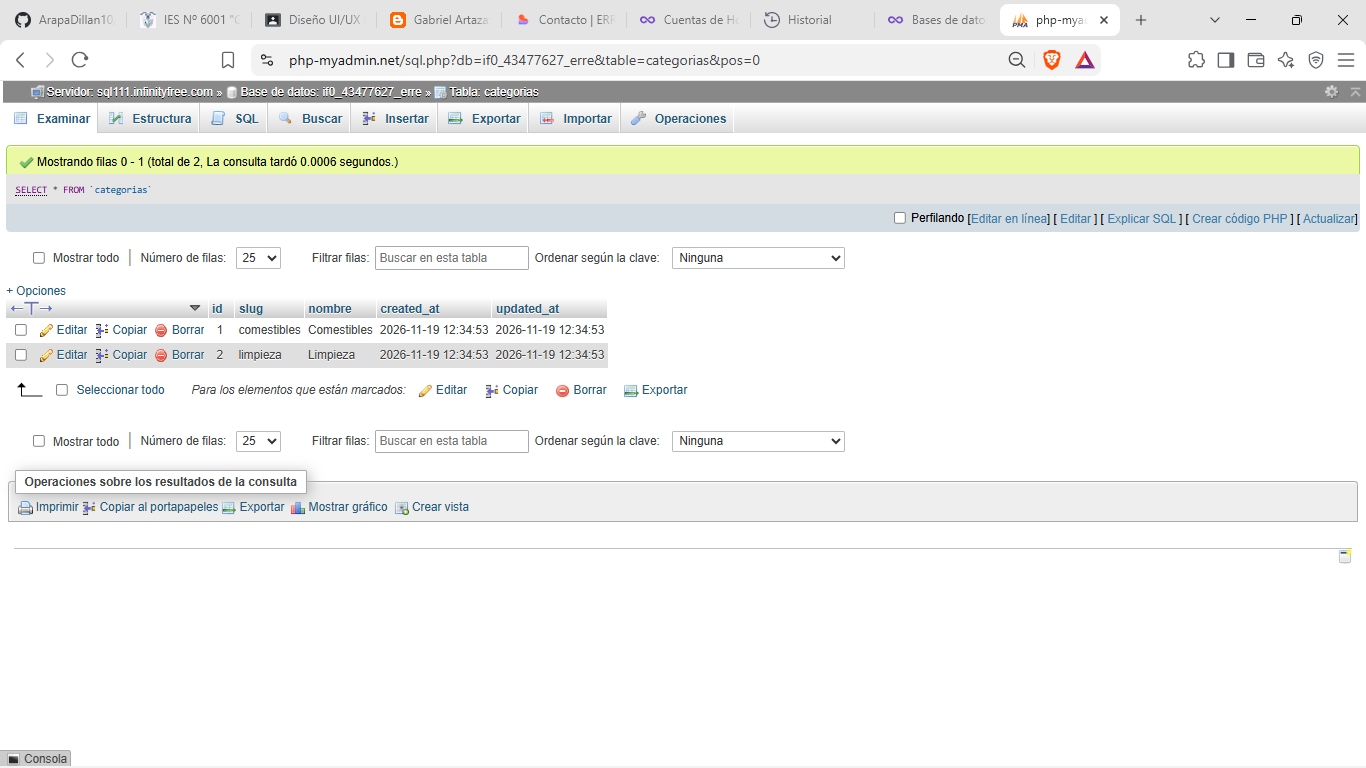 ArapaDillan10
IES Nº 6001 "G
Diseño UI/UX
Gabriel Artaza
Contacto | ERR
Cuentas de Ho
Historial
Bases de dato
php-mya
php-myadmin.net/sql.php?db=if0_43477627_erre&table=categorias&pos=0
Servidor: sql111.infinityfree.com » Base de datos: if0_43477627_erre » Tabla: categorias
Examinar Estructura SQL Buscar Insertar Exportar Importar Operaciones
Mostrando filas 0 - 1 (total de 2, La consulta tardó 0.0006 segundos.)
SELECT * FROM `categorias`
Perfilando [Editar en línea] [ Editar ] [ Explicar SQL ] [ Crear código PHP ] [ Actualizar]
Mostrar todo Número de filas: 25 Filtrar filas: Buscar en esta tabla Ordenar según la clave: Ninguna
+ Opciones
←T→ id slug nombre created_at updated_at
Editar Copiar Borrar 1 comestibles Comestibles 2026-11-19 12:34:53 2026-11-19 12:34:53
Editar Copiar Borrar 2 limpieza Limpieza 2026-11-19 12:34:53 2026-11-19 12:34:53
Seleccionar todo Para los elementos que están marcados: Editar Copiar Borrar Exportar
Mostrar todo Número de filas: 25 Filtrar filas: Buscar en esta tabla Ordenar según la clave: Ninguna
Operaciones sobre los resultados de la consulta
Imprimir Copiar al portapapeles Exportar Mostrar gráfico Crear vista
Consola